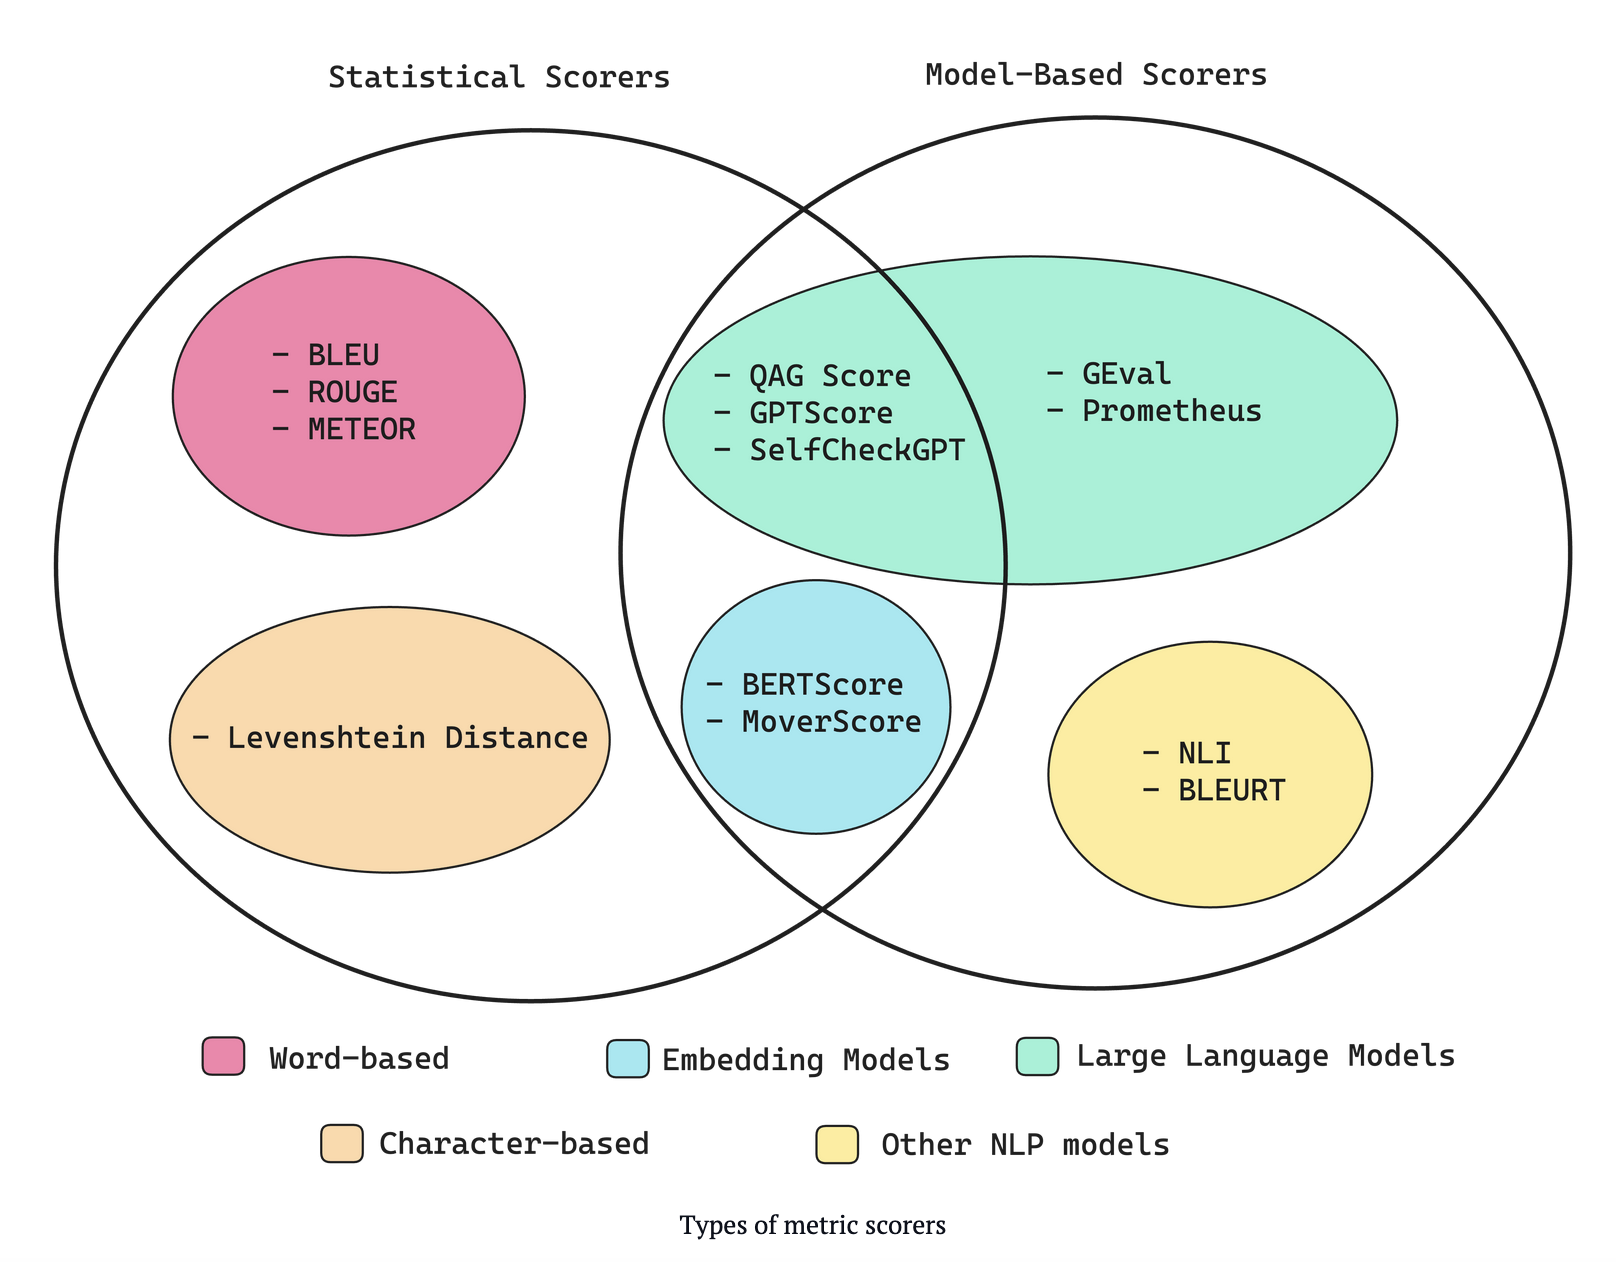 Statistical Scorers
Model-Based Scorers
- BLEU
- ROUGE
- METEOR
- QAG Score
- GPTScore
- SelfCheckGPT
- GEval
- Prometheus
- Levenshtein Distance
- BERTScore
- MoverScore
- NLI
- BLEURT
Word-based
Embedding Models
Large Language Models
Character-based
Other NLP models
Types of metric scorers